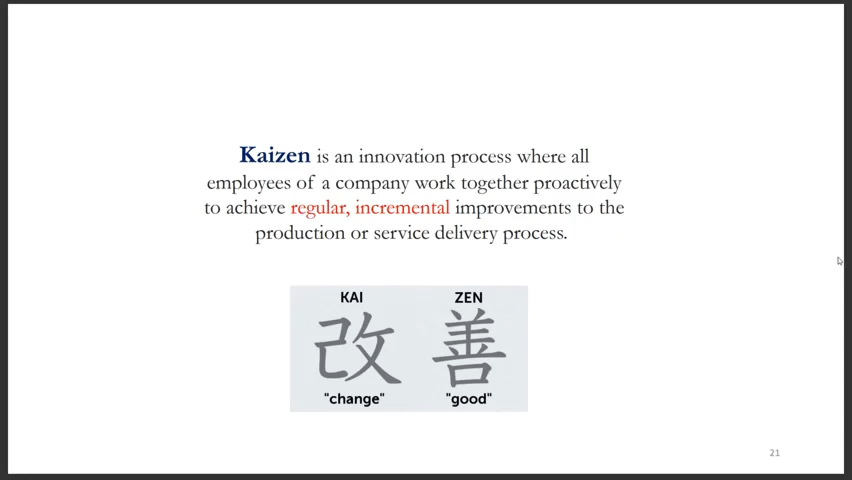 Kaizen is an innovation process where all
employees of a company work together proactively
to achieve regular, incremental improvements to the
production or service delivery process.
KAI ZEN
改 善
"change" "good"
21